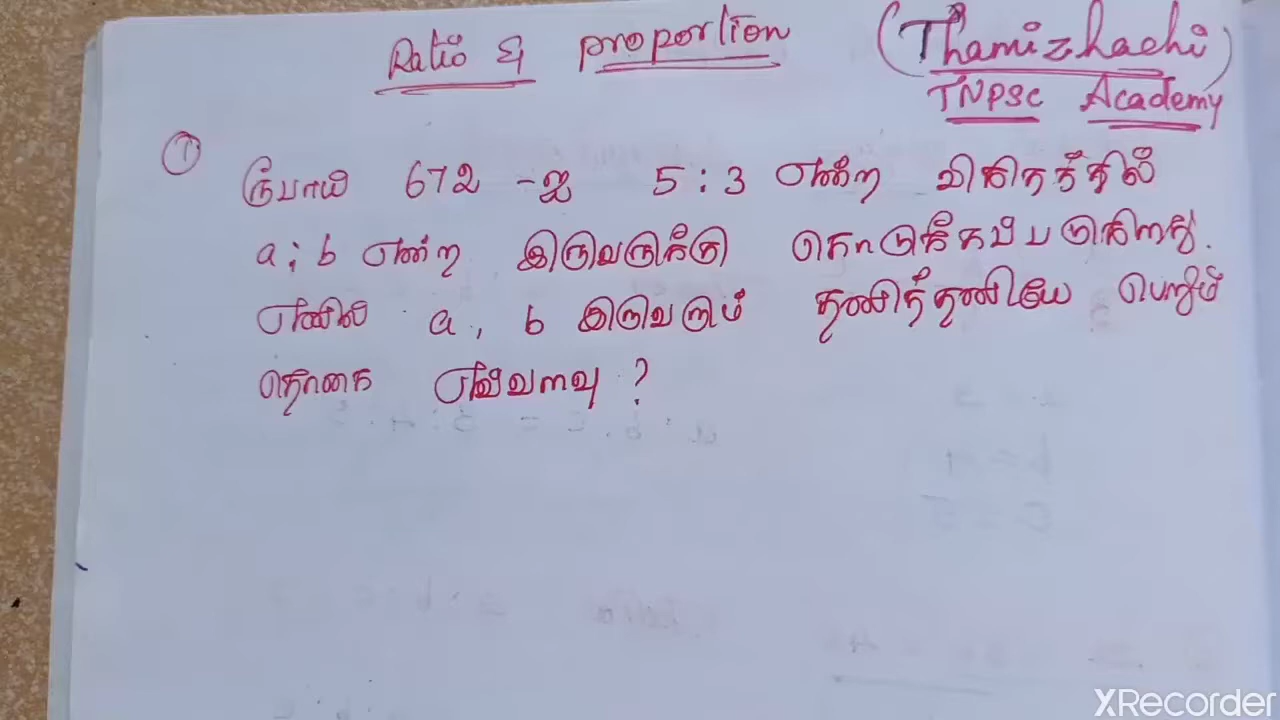 Ratio & proportion (Thamizhachi)
TNPSC Academy
① ரூபாய் 672 -ஐ 5 : 3 என்ற விகிதத்தில்
a ; b என்ற இருவருக்கு கொடுக்கப்படுகிறது.
எனில் a , b இருவரும் தனித்தனியே பெறும்
தொகை எவ்வளவு ?
XRecorder